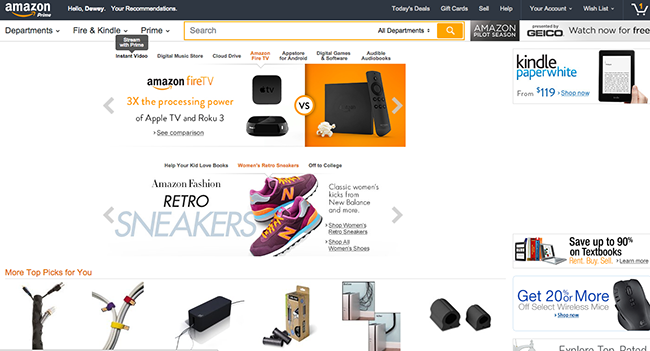 amazon
Prime
Hello, Dewey. Your Recommendations.
Today's Deals Gift Cards Sell Help
Your Account Wish List 1
Departments Fire & Kindle Prime
Search
All Departments
AMAZON
PILOT SEASON
presented by
GEICO
Watch now for free
Stream
with Prime
Instant Video
Digital Music Store
Cloud Drive
Amazon
Fire TV
Appstore
for Android
Digital Games
& Software
Audible
Audiobooks
amazon fireTV
3X the processing power
of Apple TV and Roku 3
See comparison
tv
VS
kindle
paperwhite
From $119 Shop now
Help Your Kid Love Books Women's Retro Sneakers Off to College
Amazon Fashion
RETRO
SNEAKERS
Classic women's
kicks from
New Balance
and more.
Shop Women's
Retro Sneakers
Shop All
Women's Shoes
Save up to 90%
on Textbooks
Rent. Buy. Sell. Learn more
More Top Picks for You
Get 20% or More
Off Select Wireless Mice
Shop now
Explore Top-Rated